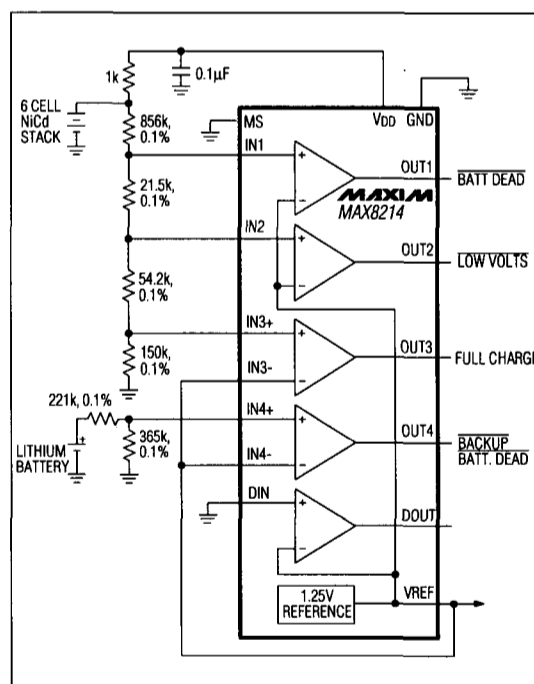 1k
0.1µF
6 CELL
NiCd
STACK
856k,
0.1%
MS
VDD
GND
IN1
OUT1
BATT DEAD
MAXIM
MAX8214
21.5k,
0.1%
IN2
OUT2
LOW VOLTS
54.2k,
0.1%
IN3+
OUT3
FULL CHARGE
150k,
0.1%
IN3-
221k, 0.1%
IN4+
OUT4
BACKUP
BATT. DEAD
365k,
0.1%
LITHIUM
BATTERY
IN4-
DIN
DOUT
1.25V
REFERENCE
VREF
+
-
+
-
+
-
+
-
+
-
+